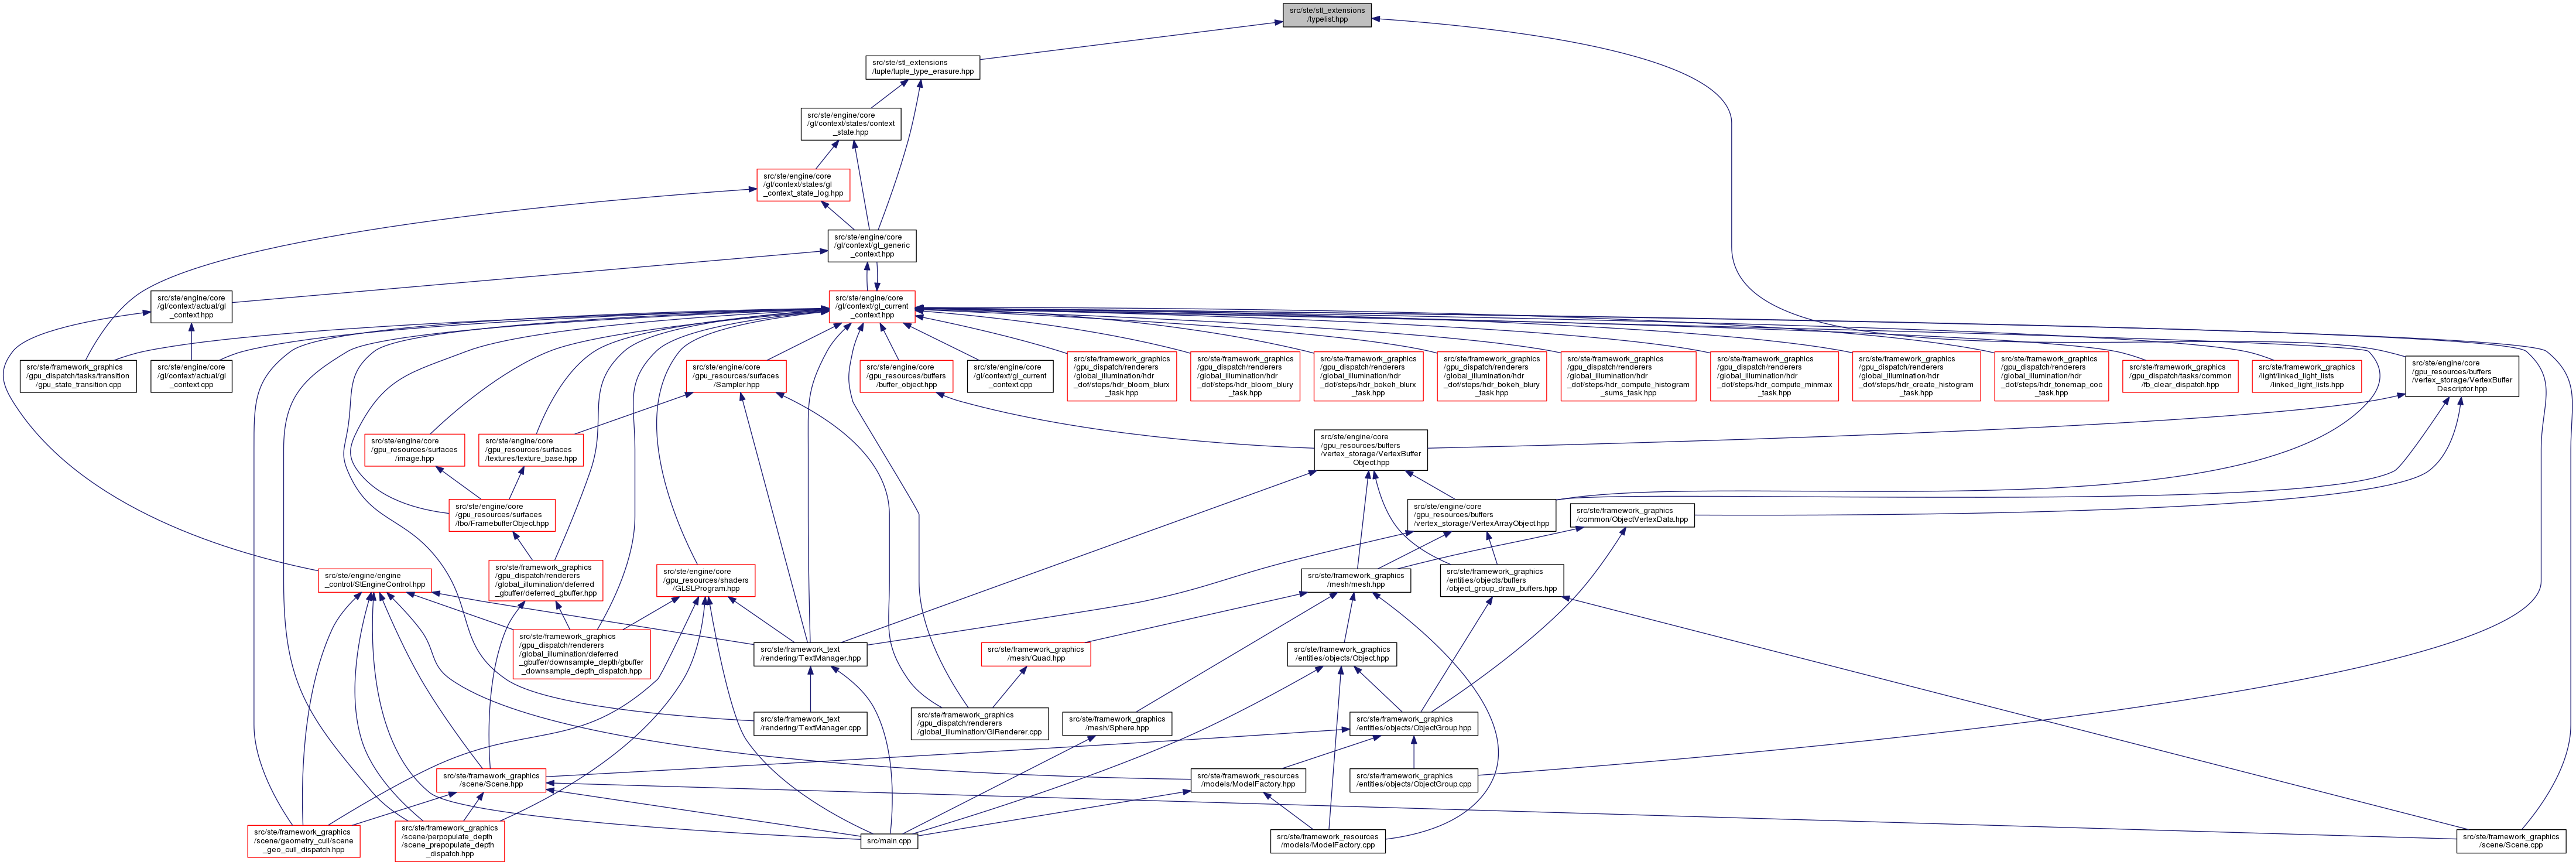 src/ste/stl_extensions
/typelist.hpp
src/ste/stl_extensions
/tuple/tuple_type_erasure.hpp
src/ste/engine/core
/gl/context/states/context
_state.hpp
src/ste/engine/core
/gl/context/states/gl
_context_state_log.hpp
src/ste/engine/core
/gl/context/gl_generic
_context.hpp
src/ste/engine/core
/gl/context/actual/gl
_context.hpp
src/ste/engine/core
/gl/context/gl_current
_context.hpp
src/ste/framework_graphics
/gpu_dispatch/tasks/transition
/gpu_state_transition.cpp
src/ste/engine/core
/gl/context/actual/gl
_context.cpp
src/ste/engine/core
/gpu_resources/surfaces
/Sampler.hpp
src/ste/engine/core
/gpu_resources/buffers
/buffer_object.hpp
src/ste/engine/core
/gl/context/gl_current
_context.cpp
src/ste/framework_graphics
/gpu_dispatch/renderers
/global_illumination/hdr
_dof/steps/hdr_bloom_blurx
_task.hpp
src/ste/framework_graphics
/gpu_dispatch/renderers
/global_illumination/hdr
_dof/steps/hdr_bloom_blury
_task.hpp
src/ste/framework_graphics
/gpu_dispatch/renderers
/global_illumination/hdr
_dof/steps/hdr_bokeh_blurx
_task.hpp
src/ste/framework_graphics
/gpu_dispatch/renderers
/global_illumination/hdr
_dof/steps/hdr_bokeh_blury
_task.hpp
src/ste/framework_graphics
/gpu_dispatch/renderers
/global_illumination/hdr
_dof/steps/hdr_compute_histogram
_sums_task.hpp
src/ste/framework_graphics
/gpu_dispatch/renderers
/global_illumination/hdr
_dof/steps/hdr_compute_minmax
_task.hpp
src/ste/framework_graphics
/gpu_dispatch/renderers
/global_illumination/hdr
_dof/steps/hdr_create_histogram
_task.hpp
src/ste/framework_graphics
/gpu_dispatch/renderers
/global_illumination/hdr
_dof/steps/hdr_tonemap_coc
_task.hpp
src/ste/framework_graphics
/gpu_dispatch/tasks/common
/fb_clear_dispatch.hpp
src/ste/framework_graphics
/light/linked_light_lists
/linked_light_lists.hpp
src/ste/engine/core
/gpu_resources/buffers
/vertex_storage/VertexBuffer
Descriptor.hpp
src/ste/engine/core
/gpu_resources/surfaces
/image.hpp
src/ste/engine/core
/gpu_resources/surfaces
/textures/texture_base.hpp
src/ste/engine/core
/gpu_resources/buffers
/vertex_storage/VertexBuffer
Object.hpp
src/ste/engine/core
/gpu_resources/surfaces
/fbo/FramebufferObject.hpp
src/ste/engine/core
/gpu_resources/buffers
/vertex_storage/VertexArrayObject.hpp
src/ste/framework_graphics
/common/ObjectVertexData.hpp
src/ste/engine/engine
_control/StEngineControl.hpp
src/ste/framework_graphics
/gpu_dispatch/renderers
/global_illumination/deferred
_gbuffer/deferred_gbuffer.hpp
src/ste/engine/core
/gpu_resources/shaders
/GLSLProgram.hpp
src/ste/framework_graphics
/mesh/mesh.hpp
src/ste/framework_graphics
/entities/objects/buffers
/object_group_draw_buffers.hpp
src/ste/framework_graphics
/gpu_dispatch/renderers
/global_illumination/deferred
_gbuffer/downsample_depth/gbuffer
_downsample_depth_dispatch.hpp
src/ste/framework_text
/rendering/TextManager.hpp
src/ste/framework_graphics
/mesh/Quad.hpp
src/ste/framework_graphics
/entities/objects/Object.hpp
src/ste/framework_text
/rendering/TextManager.cpp
src/ste/framework_graphics
/gpu_dispatch/renderers
/global_illumination/GIRenderer.cpp
src/ste/framework_graphics
/mesh/Sphere.hpp
src/ste/framework_graphics
/entities/objects/ObjectGroup.hpp
src/ste/framework_graphics
/scene/Scene.hpp
src/ste/framework_resources
/models/ModelFactory.hpp
src/ste/framework_graphics
/entities/objects/ObjectGroup.cpp
src/ste/framework_graphics
/scene/geometry_cull/scene
_geo_cull_dispatch.hpp
src/ste/framework_graphics
/scene/perpopulate_depth
/scene_prepopulate_depth
_dispatch.hpp
src/main.cpp
src/ste/framework_resources
/models/ModelFactory.cpp
src/ste/framework_graphics
/scene/Scene.cpp